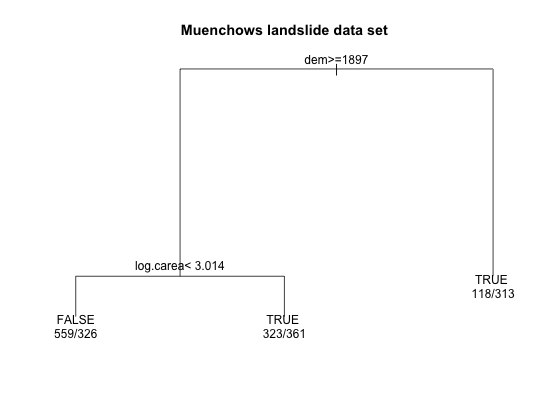 Muenchows landslide data set
dem>=1897
log.carea< 3.014
TRUE
118/313
FALSE
559/326
TRUE
323/361